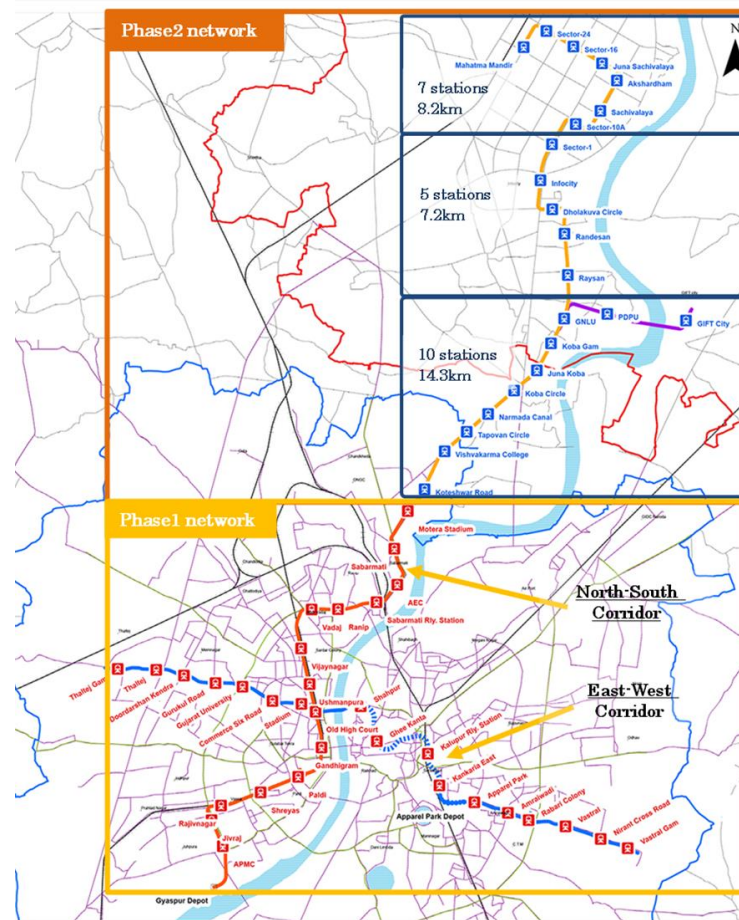 Phase2 network
N
Sector-24
Mahatma Mandir
Sector-16
Juna Sachivalaya
Akshardham
7 stations
8.2km
Sachivalaya
Sector-10A
Sector-1
Infocity
5 stations
7.2km
Dholakuva Circle
Randesan
Raysan
GNLU
PDPU
GIFT City
Koba Gam
10 stations
14.3km
Juna Koba
Koba Circle
Narmada Canal
Tapovan Circle
Vishvakarma College
Koteshwar Road
Phase1 network
Motera Stadium
Sabarmati
AEC
North-South
Corridor
Sabarmati Rly. Station
Vadaj
Ranip
Vijaynagar
Thaltej Gam
Thaltej
Doordarshan Kendra
Gurukul Road
Gujarat University
Commerce Six Road
Stadium
Ushmanpura
Shahpur
East-West
Corridor
Old High Court
Ghee Kanta
Kalupur Rly. Station
Kankaria East
Gandhigram
Paldi
Shreyas
Rajivnagar
Jivraj
APMC
Gyaspur Depot
Apparel Park Depot
Apparel Park
Amraiwadi
Rabari Colony
Vastral
Nirant Cross Road
Vastral Gam